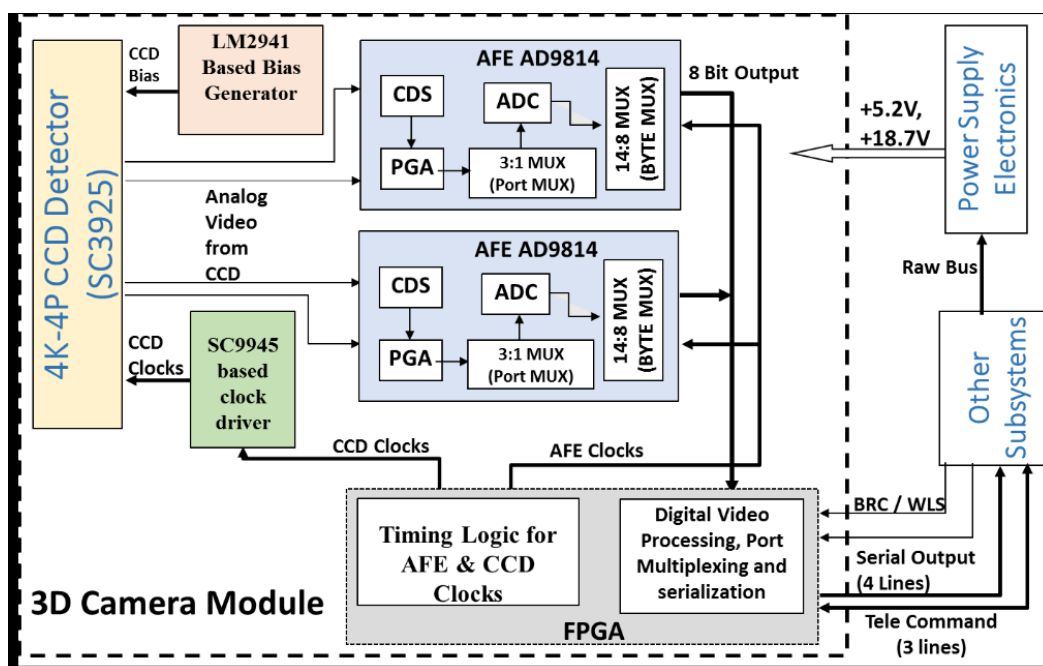 4K-4P CCD Detector
(SC3925)
CCD
Bias
LM2941
Based Bias
Generator
AFE AD9814
CDS
ADC
PGA
3:1 MUX
(Port MUX)
14:8 MUX
(BYTE MUX)
8 Bit Output
+5.2V,
+18.7V
Power Supply
Electronics
Analog
Video
from
CCD
AFE AD9814
CDS
ADC
PGA
3:1 MUX
(Port MUX)
14:8 MUX
(BYTE MUX)
Raw Bus
Other
Subsystems
CCD
Clocks
SC9945
based
clock
driver
CCD Clocks
AFE Clocks
Timing Logic for
AFE & CCD
Clocks
Digital Video
Processing, Port
Multiplexing and
serialization
FPGA
BRC / WLS
Serial Output
(4 Lines)
Tele Command
(3 lines)
3D Camera Module